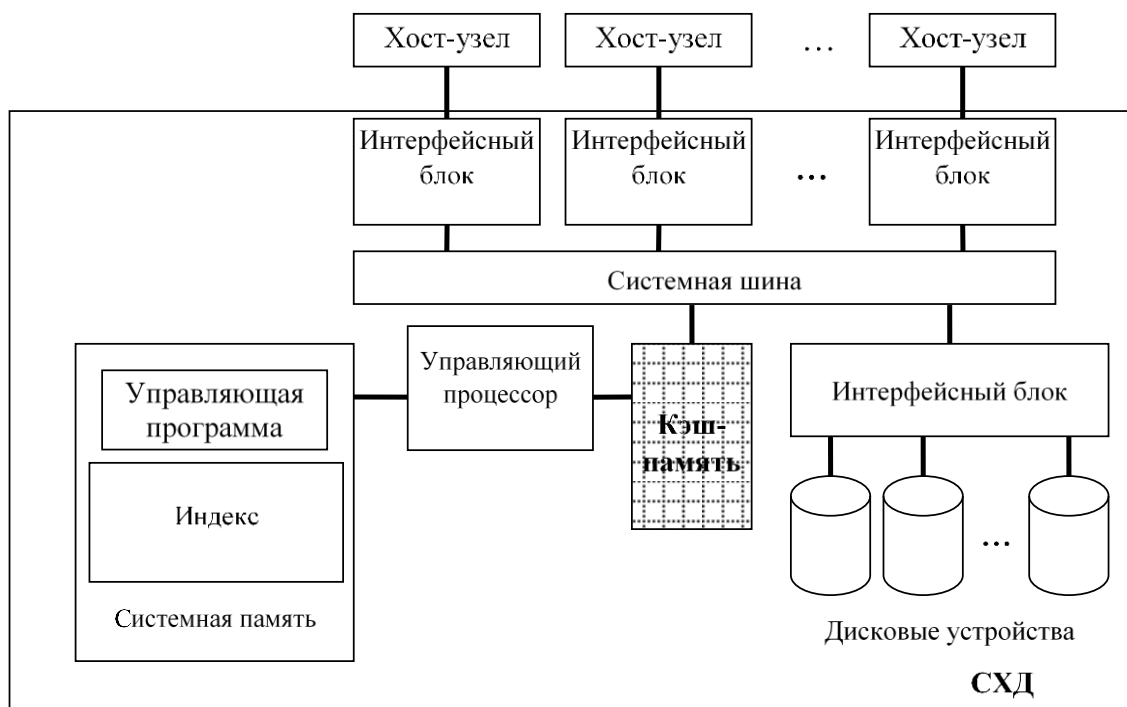 Хост-узел
Хост-узел
...
Хост-узел
Интерфейсный
блок
Интерфейсный
блок
...
Интерфейсный
блок
Системная шина
Управляющая
программа
Индекс
Системная память
Управляющий
процессор
Кэш-
память
Интерфейсный блок
...
Дисковые устройства
СХД